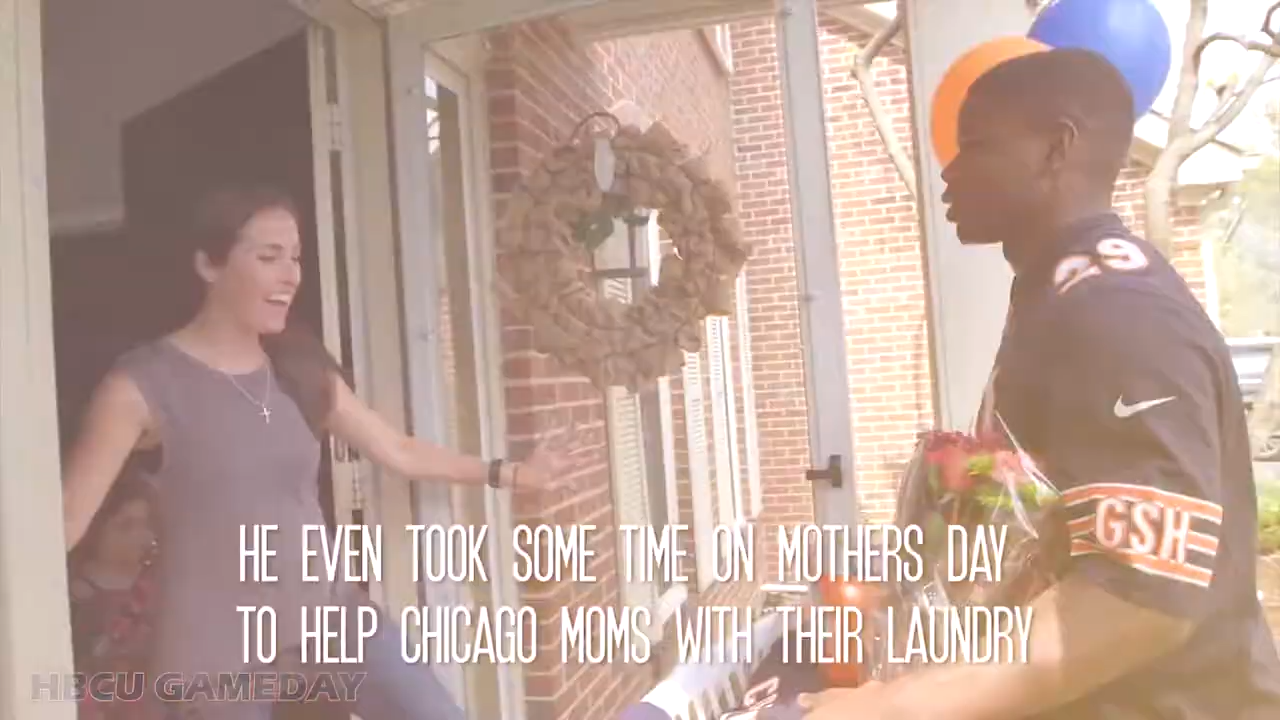 29
GSH
HE EVEN TOOK SOME TIME ON MOTHERS DAY
TO HELP CHICAGO MOMS WITH THEIR LAUNDRY
HBCU GAMEDAY